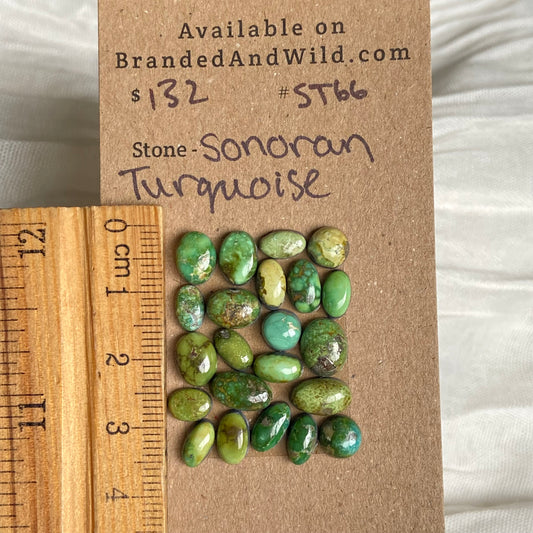 Available on
BrandedAndWild.com
$132 #ST66
Stone - Sonoran
Turquoise
0 cm 1 2 3 4
12 11